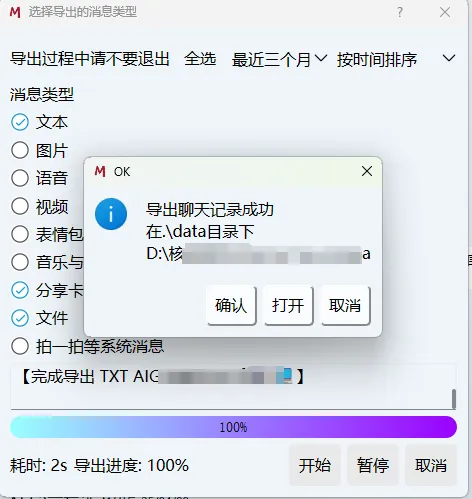 M 选择导出的消息类型 ? ×
导出过程中请不要退出 全选 最近三个月 按时间排序
消息类型
文本
图片
语音
视频
表情包
音乐与
分享卡
文件
拍一拍等系统消息
M OK ×
导出聊天记录成功
在.\data目录下
D:\核 a
确认 打开 取消
【完成导出 TXT AIG 】
100%
耗时: 2s 导出进度: 100% 开始 暂停 取消